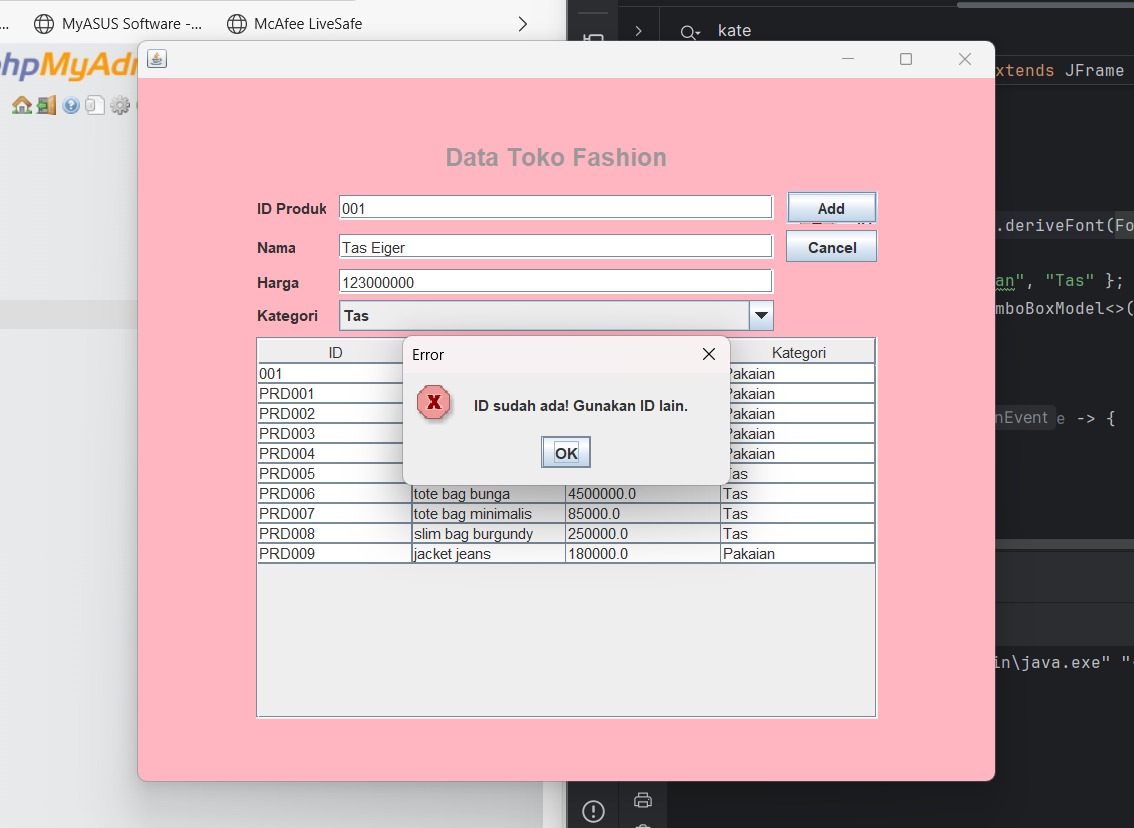 ... MyASUS Software -... McAfee LiveSafe
kate
hpMyAdm
xtends JFrame
Data Toko Fashion
ID Produk 001 Add
.deriveFont(Fo
Nama Tas Eiger Cancel
Harga 123000000
an", "Tas" };
mboBoxModel<>(
Kategori Tas
ID Kategori
Error
001 Pakaian
PRD001 Pakaian
ID sudah ada! Gunakan ID lain.
PRD002 Pakaian
nEvent e -> {
PRD003 Pakaian
PRD004 Pakaian
OK
PRD005 Tas
PRD006 tote bag bunga 4500000.0 Tas
PRD007 tote bag minimalis 85000.0 Tas
PRD008 slim bag burgundy 250000.0 Tas
PRD009 jacket jeans 180000.0 Pakaian
in\java.exe" "